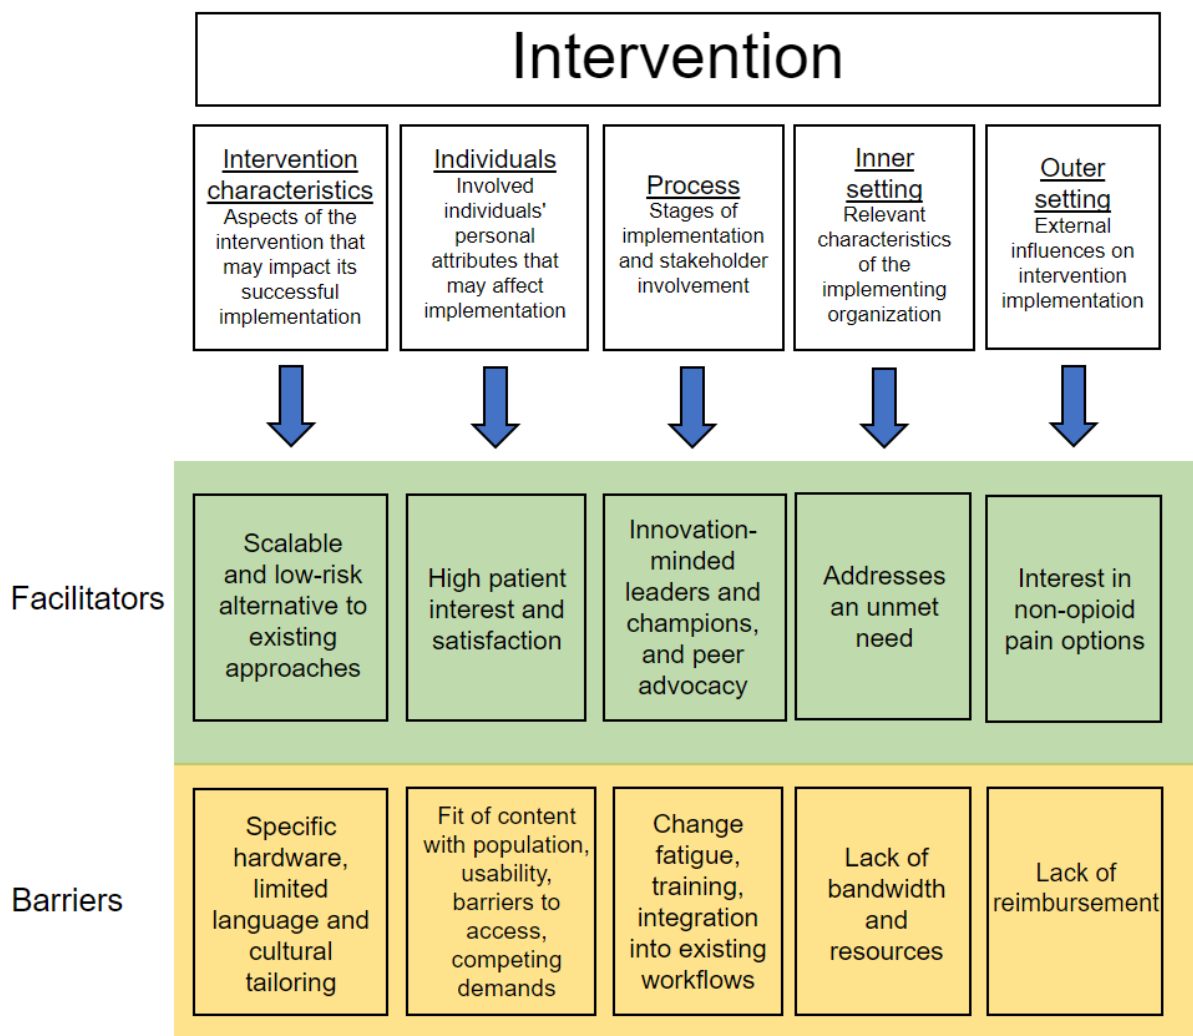 Intervention
Intervention
characteristics
Aspects of the
intervention that
may impact its
successful
implementation
Individuals
Involved
individuals'
personal
attributes that
may affect
implementation
Process
Stages of
implementation
and stakeholder
involvement
Inner
setting
Relevant
characteristics
of the
implementing
organization
Outer
setting
External
influences on
intervention
implementation
Facilitators
Scalable
and low-risk
alternative to
existing
approaches
High patient
interest and
satisfaction
Innovation-
minded
leaders and
champions,
and peer
advocacy
Addresses
an unmet
need
Interest in
non-opioid
pain options
Barriers
Specific
hardware,
limited
language and
cultural
tailoring
Fit of content
with population,
usability,
barriers to
access,
competing
demands
Change
fatigue,
training,
integration
into existing
workflows
Lack of
bandwidth
and
resources
Lack of
reimbursement